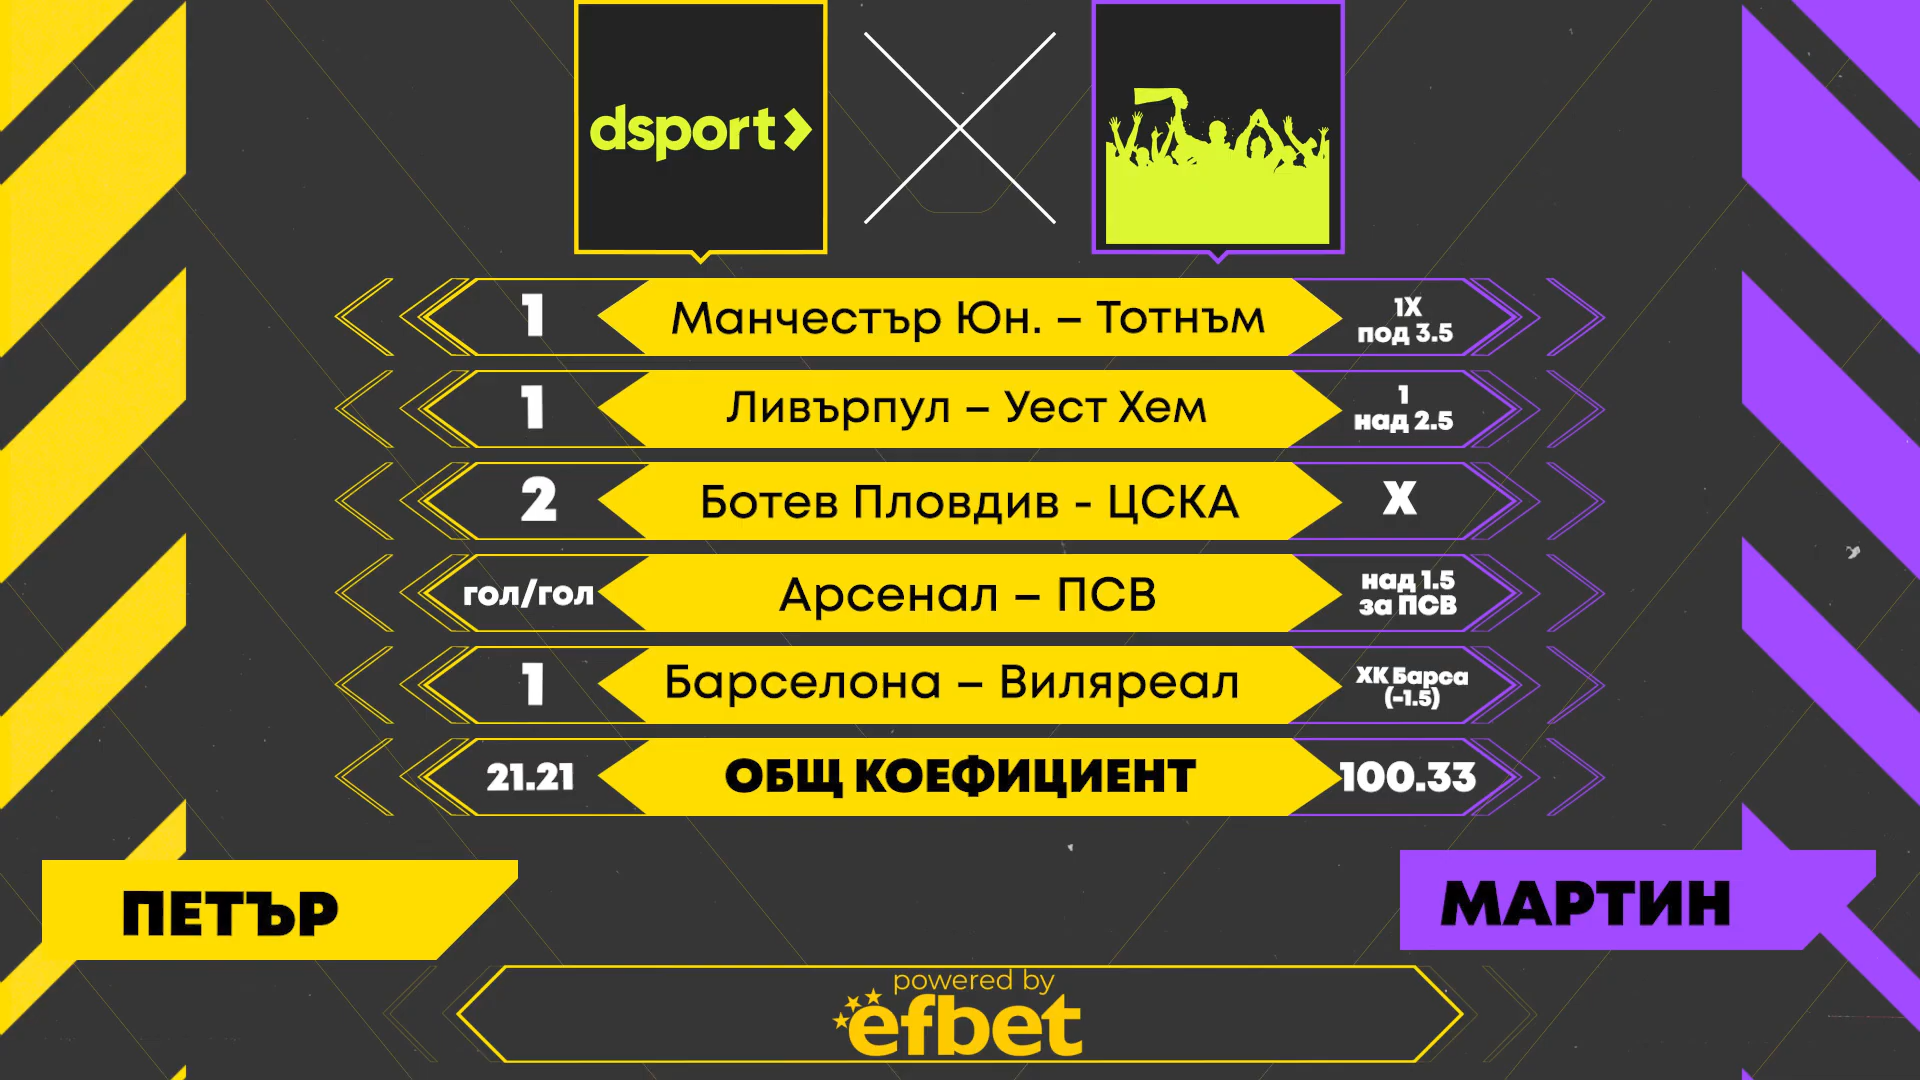 dsport
1
Манчестър Юн. – Тотнъм
1X
под 3.5
1
Ливърпул – Уест Хем
1
над 2.5
2
Ботев Пловдив - ЦСКА
X
гол/гол
Арсенал – ПСВ
над 1.5
за ПСВ
1
Барселона – Виляреал
ХК Барса
(-1.5)
21.21
ОБЩ КОЕФИЦИЕНТ
100.33
ПЕТЪР
МАРТИН
powered by
efbet